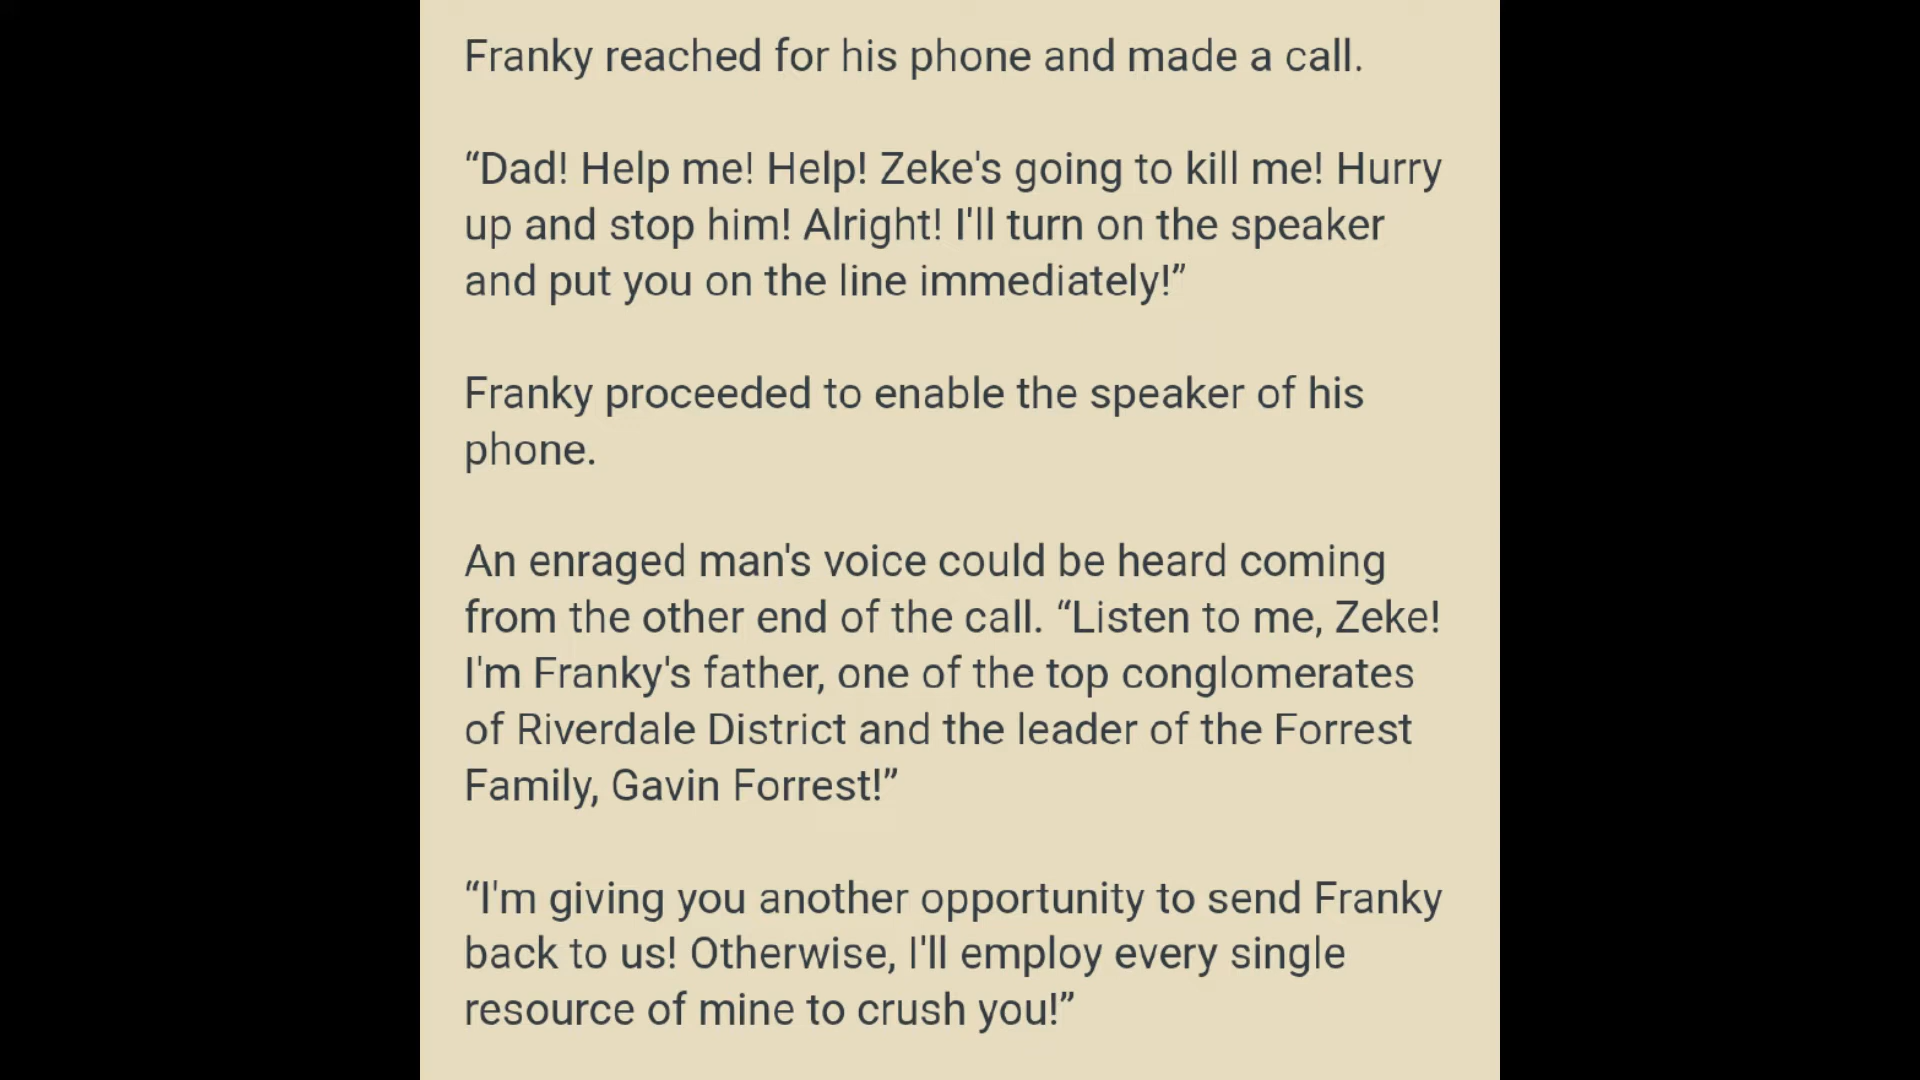 Franky reached for his phone and made a call.
“Dad! Help me! Help! Zeke's going to kill me! Hurry
up and stop him! Alright! I'll turn on the speaker
and put you on the line immediately!”
Franky proceeded to enable the speaker of his
phone.
An enraged man's voice could be heard coming
from the other end of the call. “Listen to me, Zeke!
I'm Franky's father, one of the top conglomerates
of Riverdale District and the leader of the Forrest
Family, Gavin Forrest!”
“I'm giving you another opportunity to send Franky
back to us! Otherwise, I'll employ every single
resource of mine to crush you!”